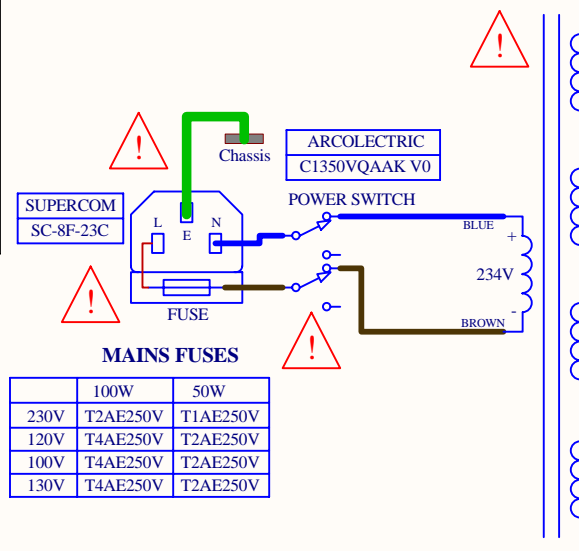 !
!
Chassis
ARCOLECTRIC
C1350VQAAK V0
SUPERCOM
SC-8F-23C
POWER SWITCH
L
E
N
BLUE
+
234V
-
BROWN
!
FUSE
!
MAINS FUSES
100W 50W
230V T2AE250V T1AE250V
120V T4AE250V T2AE250V
100V T4AE250V T2AE250V
130V T4AE250V T2AE250V